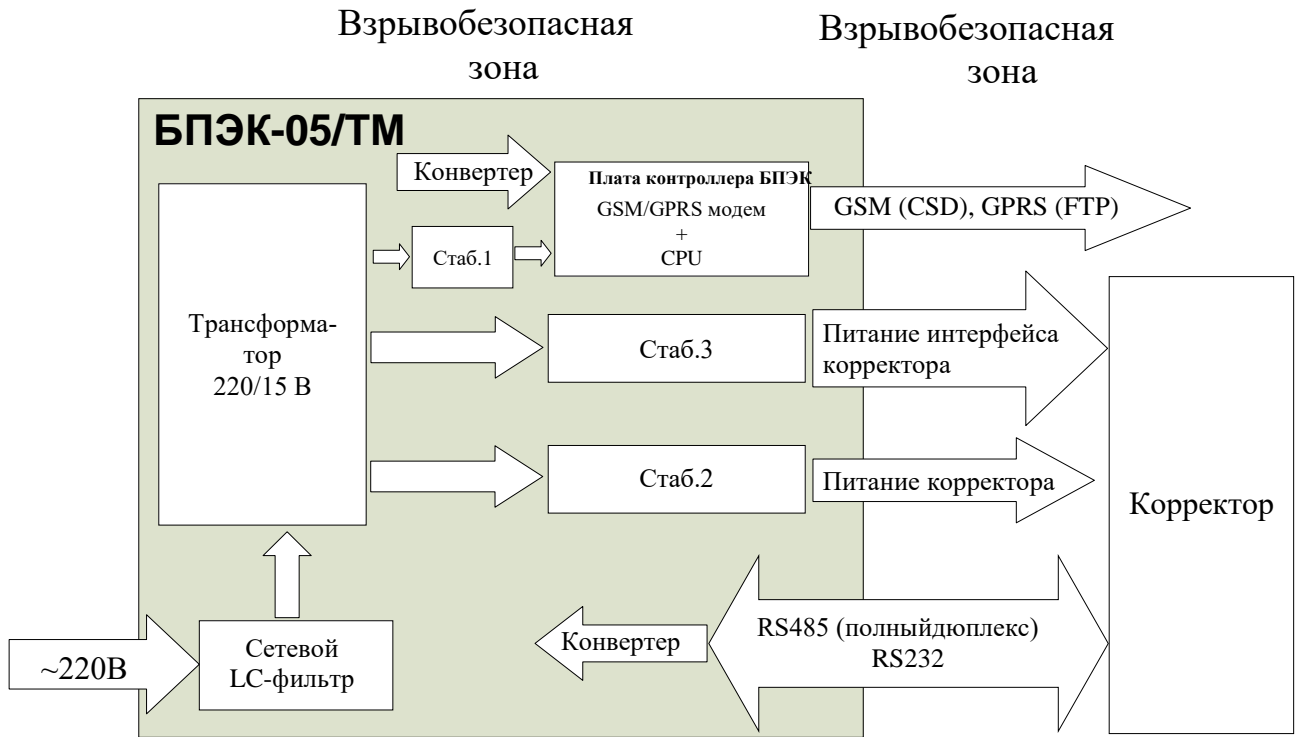 Взрывобезопасная
зона
Взрывобезопасная
зона
БПЭК-05/ТМ
Конвертер
Плата контроллера БПЭК
GSM/GPRS модем
+
CPU
GSM (CSD), GPRS (FTP)
Стаб.1
Трансформа-
тор
220/15 В
Стаб.3
Питание интерфейса
корректора
Стаб.2
Питание корректора
Корректор
Конвертер
RS485 (полныйдюплекс)
RS232
~220В
Сетевой
LC-фильтр